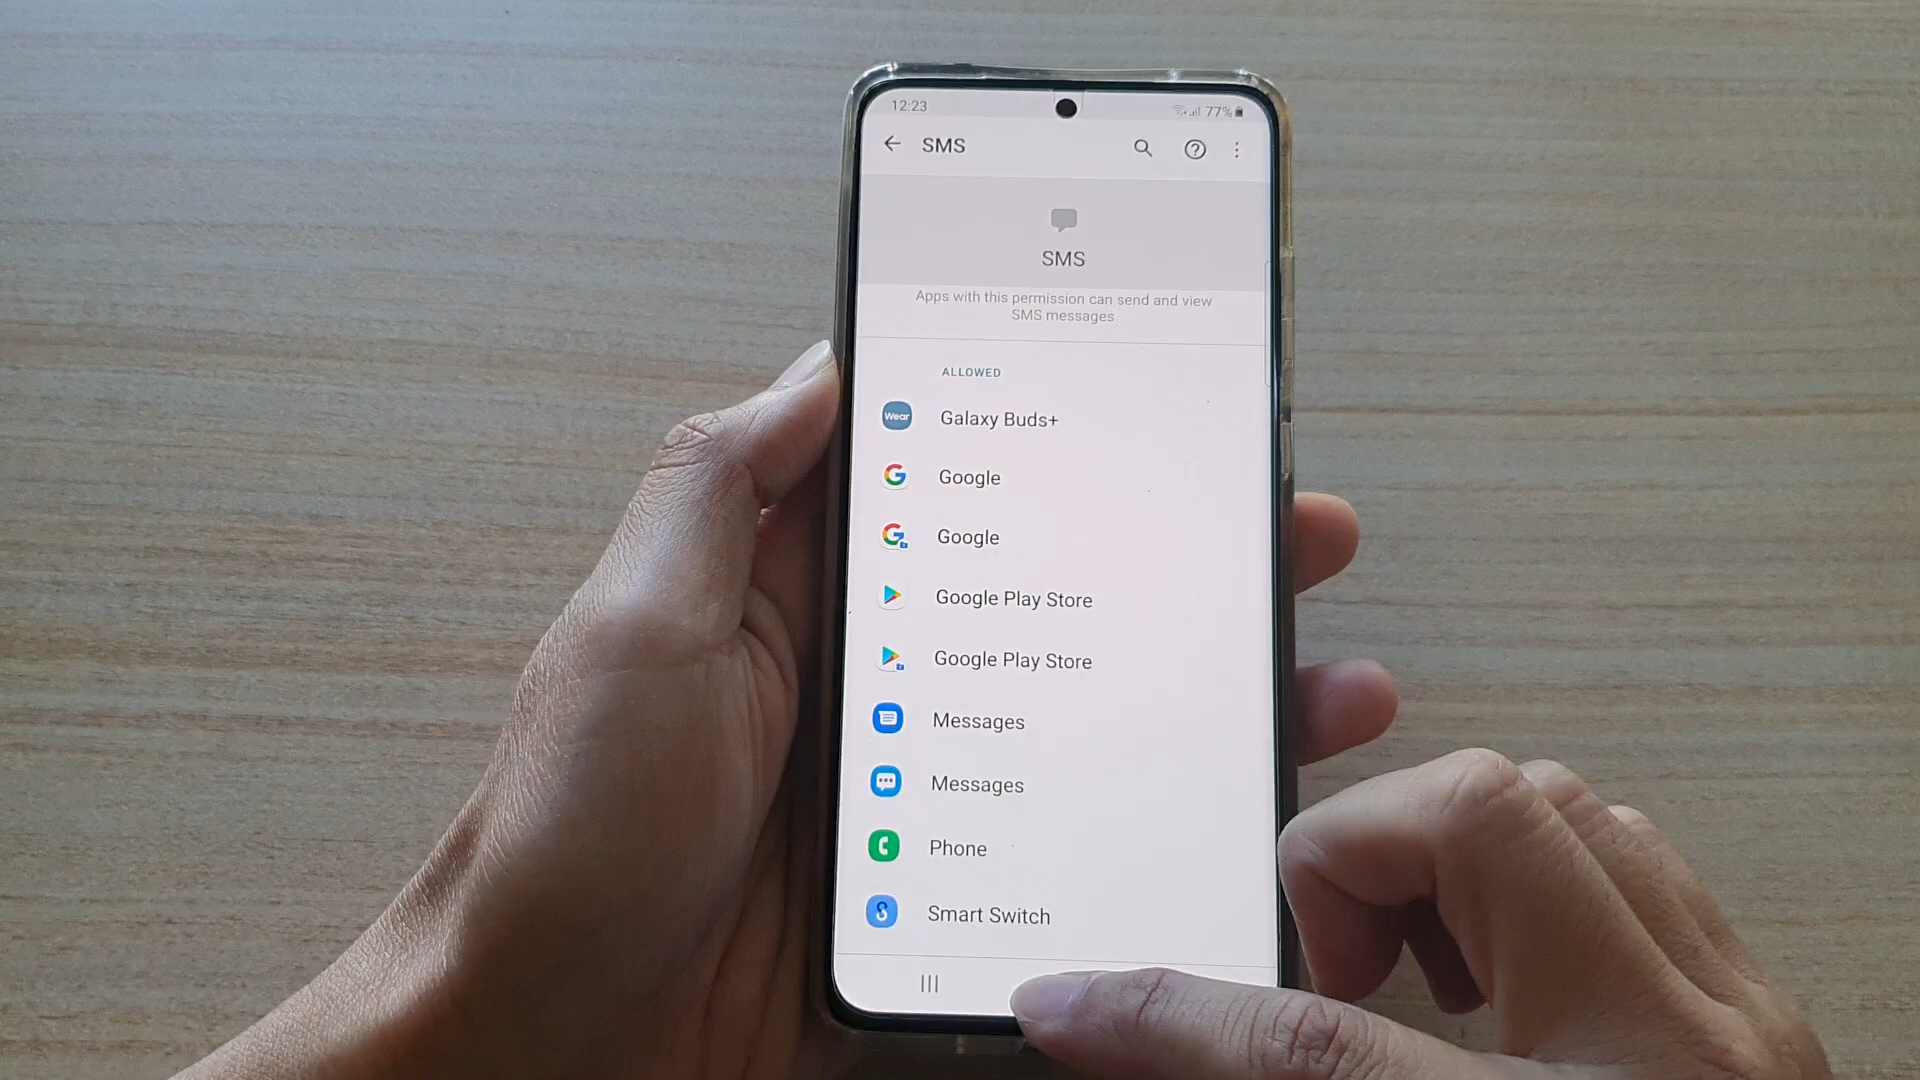 12:23
77%
SMS
SMS
Apps with this permission can send and view
SMS messages
ALLOWED
Wear
Galaxy Buds+
Google
Google
Google Play Store
Google Play Store
Messages
Messages
Phone
Smart Switch